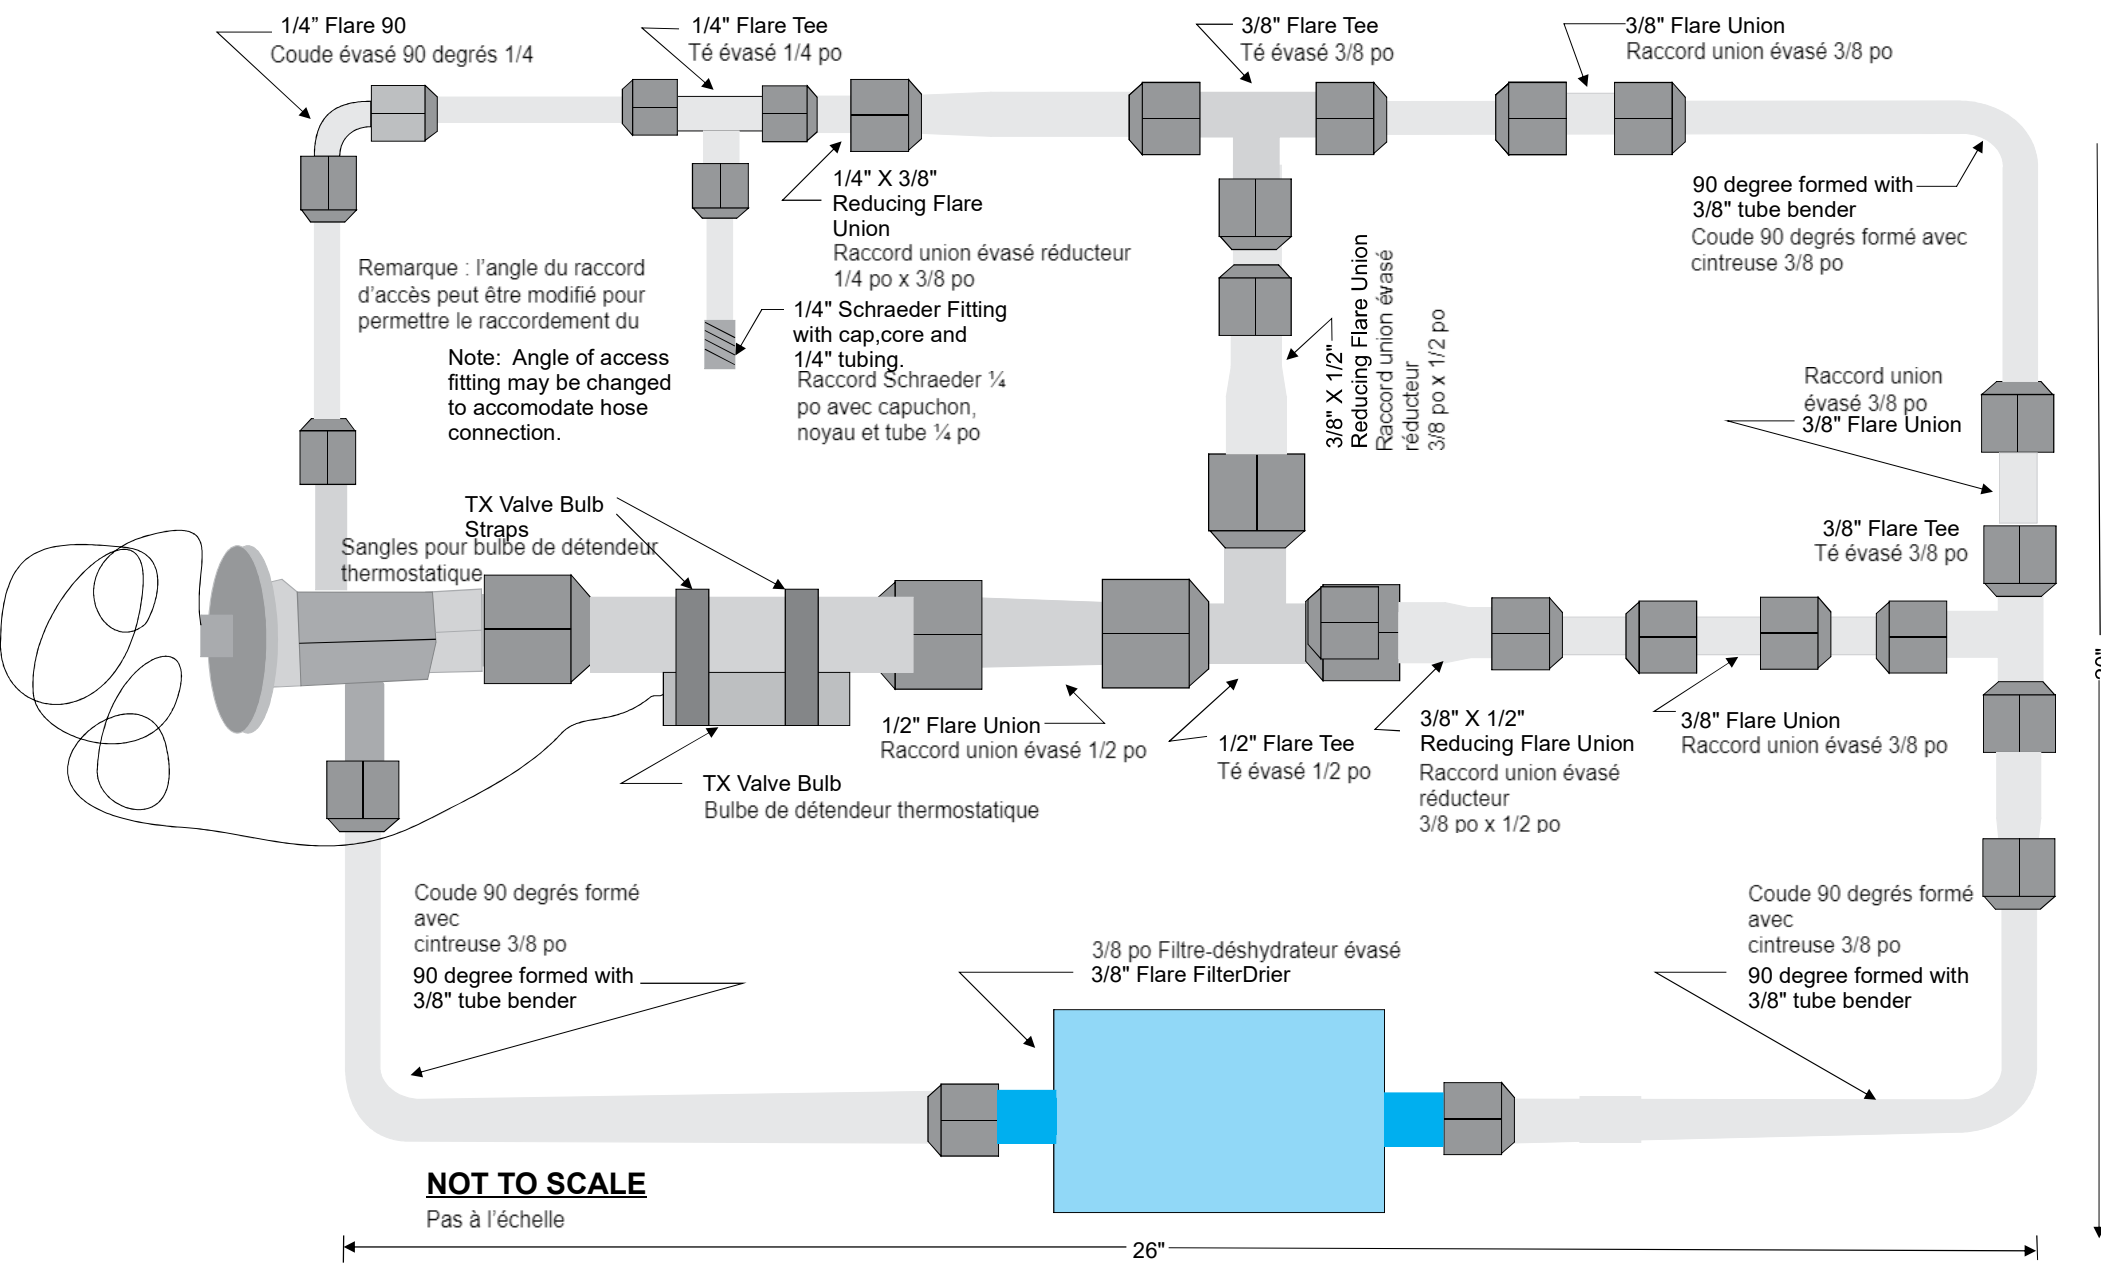 1/4” Flare 90
Coude évasé 90 degrés 1/4
1/4" Flare Tee
Té évasé 1/4 po
3/8" Flare Tee
Té évasé 3/8 po
3/8" Flare Union
Raccord union évasé 3/8 po
1/4" X 3/8"
Reducing Flare
Union
Raccord union évasé réducteur
1/4 po x 3/8 po
90 degree formed with
3/8" tube bender
Coude 90 degrés formé avec
cintreuse 3/8 po
Remarque : l’angle du raccord
d’accès peut être modifié pour
permettre le raccordement du
Note:  Angle of access
fitting may be changed
to accomodate hose
connection.
1/4" Schraeder Fitting
with cap,core and
1/4" tubing.
Raccord Schraeder ¼
po avec capuchon,
noyau et tube ¼ po
3/8" X 1/2"
Reducing Flare Union
Raccord union évasé
réducteur
3/8 po x 1/2 po
Raccord union
évasé 3/8 po
3/8" Flare Union
3/8" Flare Tee
Té évasé 3/8 po
TX Valve Bulb
Straps
Sangles pour bulbe de détendeur
thermostatique
1/2" Flare Union
Raccord union évasé 1/2 po
1/2" Flare Tee
Té évasé 1/2 po
3/8" X 1/2"
Reducing Flare Union
Raccord union évasé
réducteur
3/8 po x 1/2 po
3/8" Flare Union
Raccord union évasé 3/8 po
TX Valve Bulb
Bulbe de détendeur thermostatique
Coude 90 degrés formé
avec
cintreuse 3/8 po
90 degree formed with
3/8" tube bender
3/8 po Filtre-déshydrateur évasé
3/8" Flare FilterDrier
Coude 90 degrés formé
avec
cintreuse 3/8 po
90 degree formed with
3/8" tube bender
NOT TO SCALE
Pas à l’échelle
26"